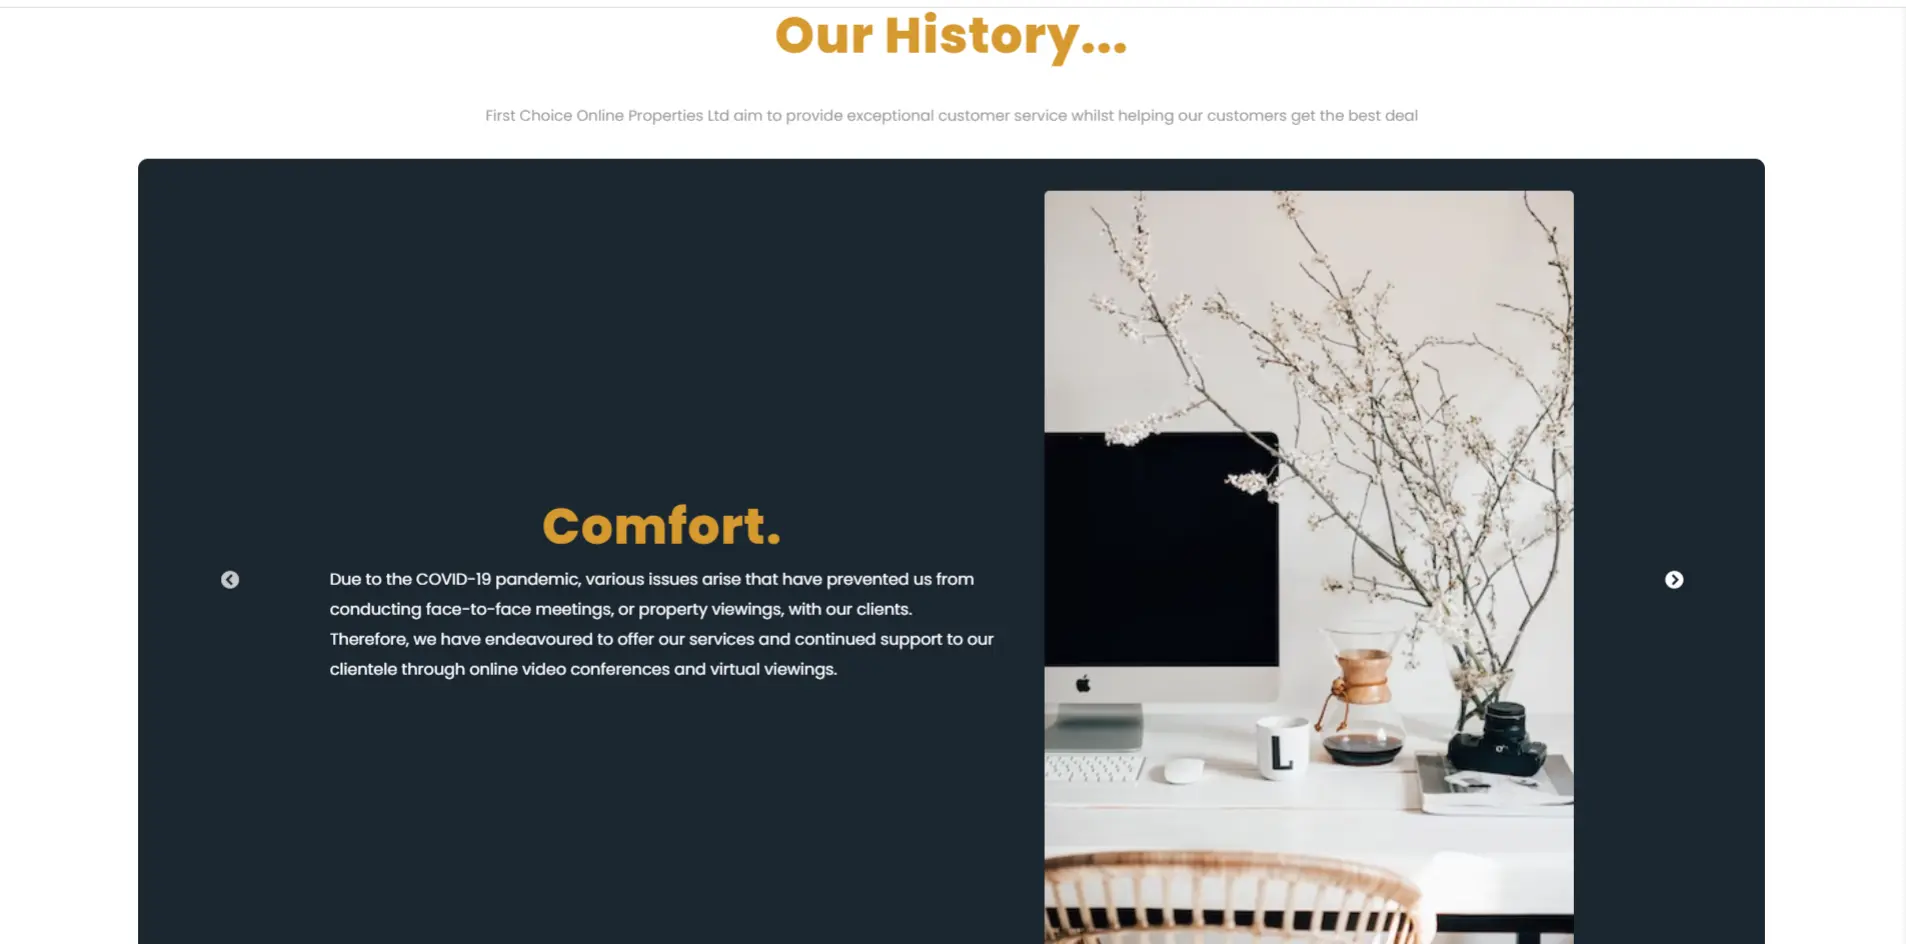 Our History...
First Choice Online Properties Ltd aim to provide exceptional customer service whilst helping our customers get the best deal
Comfort.
Due to the COVID-19 pandemic, various issues arise that have prevented us from
conducting face-to-face meetings, or property viewings, with our clients.
Therefore, we have endeavoured to offer our services and continued support to our
clientele through online video conferences and virtual viewings.
L